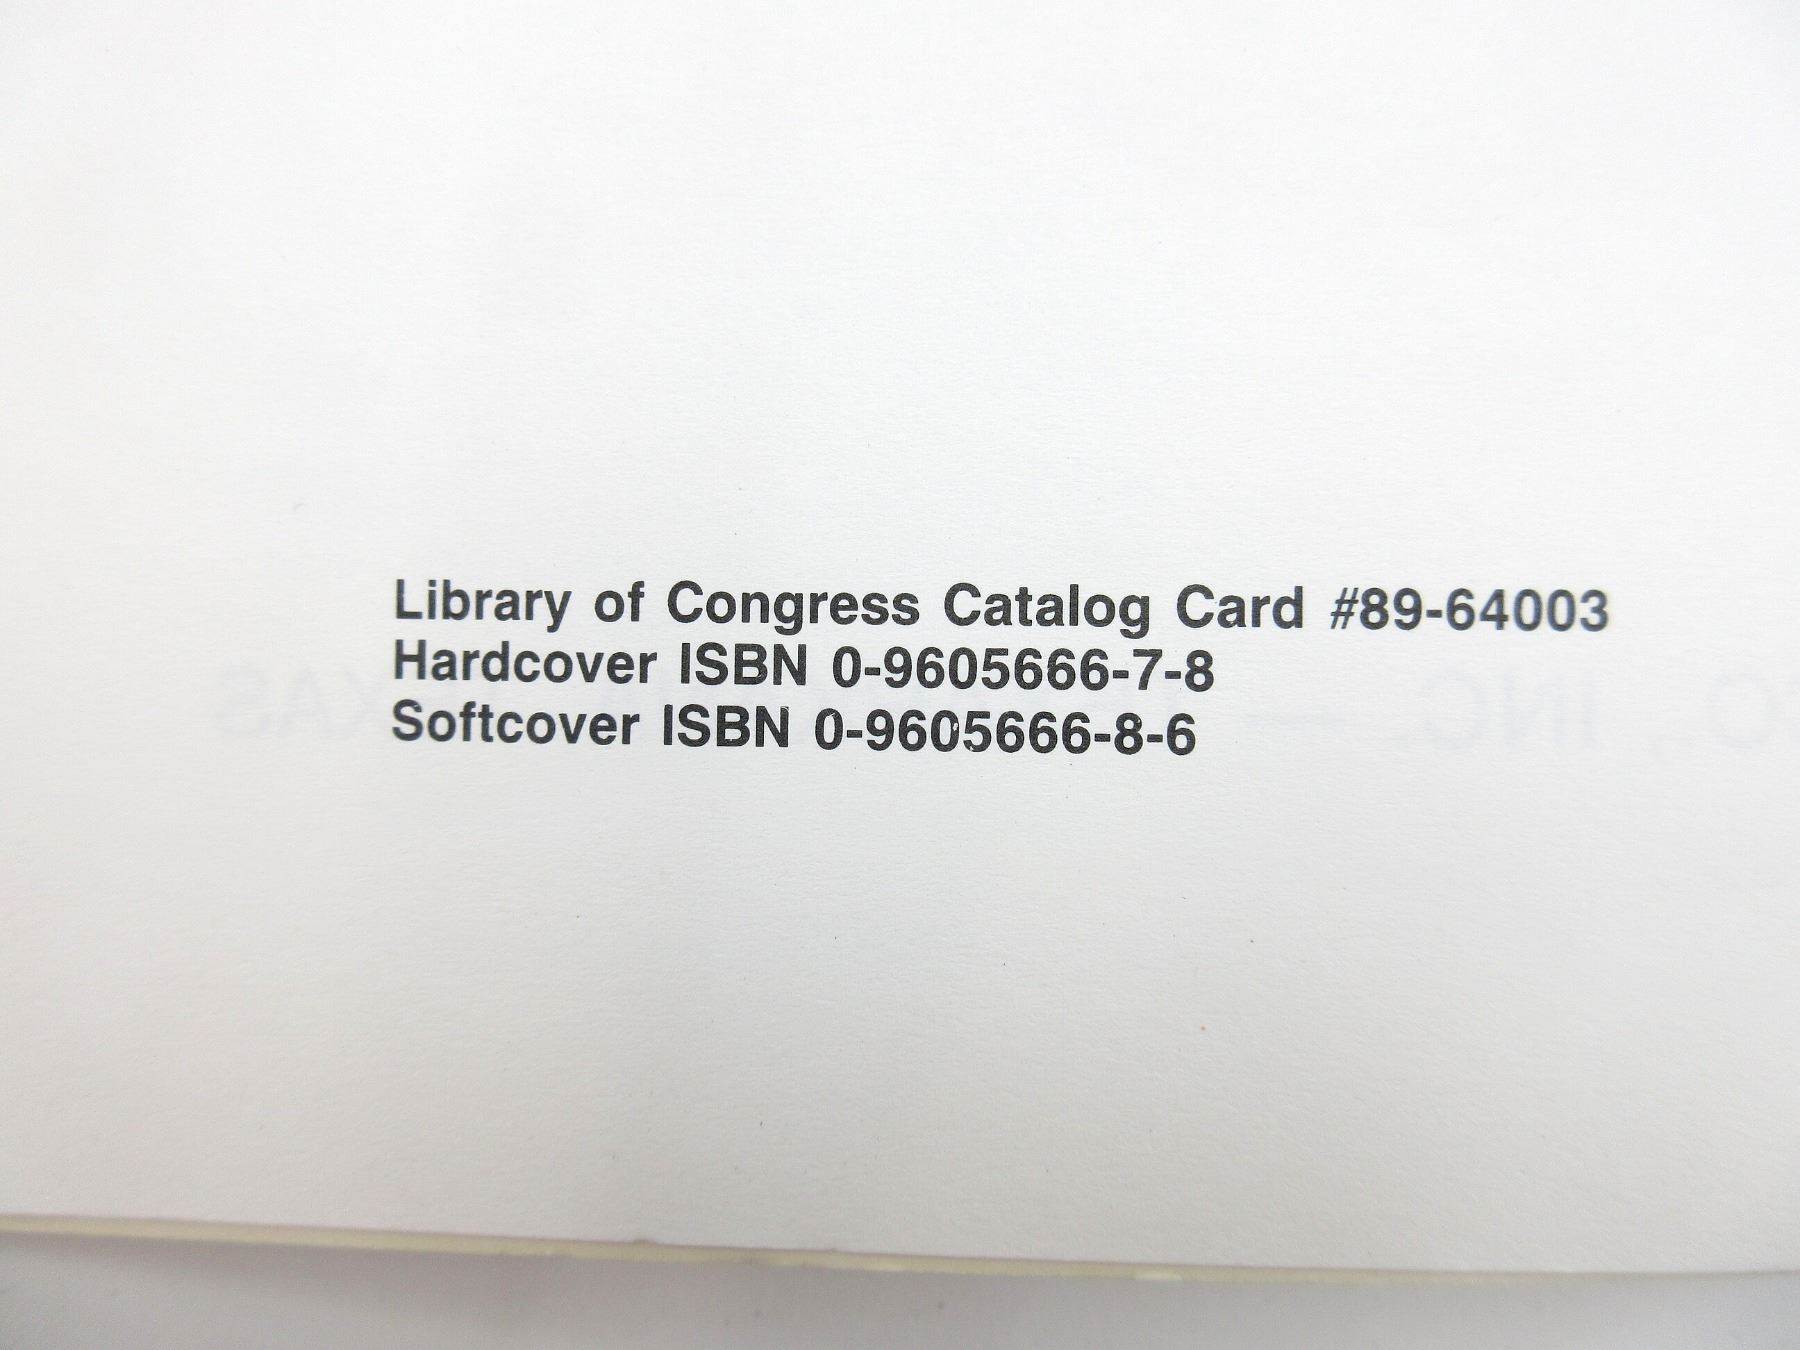 Library of Congress Catalog Card #89-64003
Hardcover ISBN 0-9605666-7-8
Softcover ISBN 0-9605666-8-6